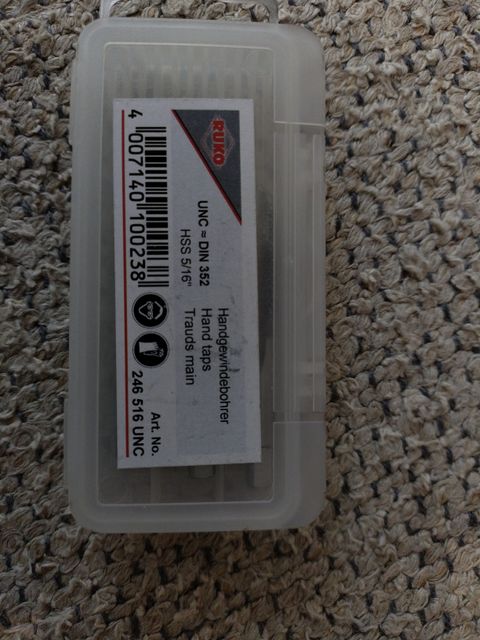 RUKO
Handgewindebohrer
Hand taps
Trauds main
UNC ≈ DIN 352
HSS 5/16"
Art. No.
246 516 UNC
4 007140 100238